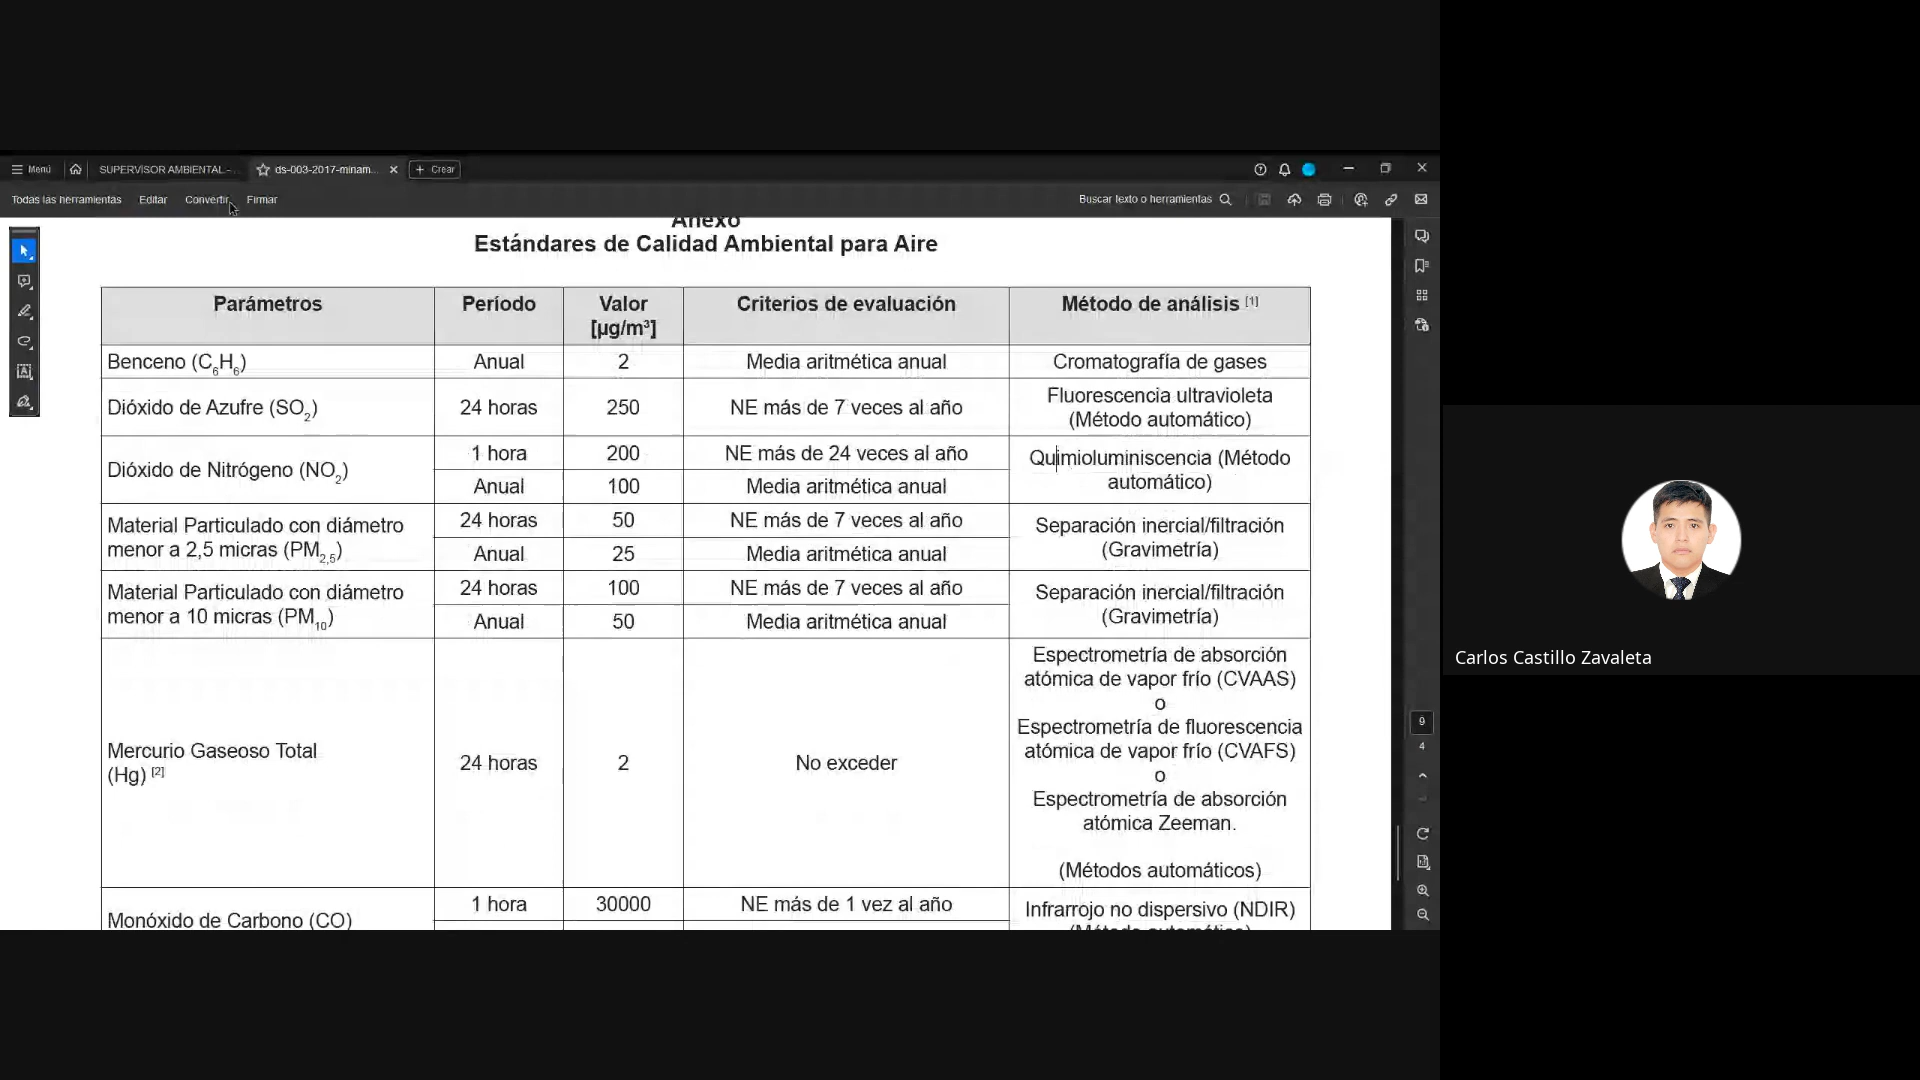 Menú
SUPERVISOR AMBIENTAL - ...
ds-003-2017-minam...
Crear
Todas las herramientas
Editar
Convertir
Firmar
Buscar texto o herramientas
Anexo
Estándares de Calidad Ambiental para Aire
Parámetros
Período
Valor
[µg/m³]
Criterios de evaluación
Método de análisis [1]
Benceno (C6H6)
Anual
2
Media aritmética anual
Cromatografía de gases
Dióxido de Azufre (SO2)
24 horas
250
NE más de 7 veces al año
Fluorescencia ultravioleta
(Método automático)
Dióxido de Nitrógeno (NO2)
1 hora
200
NE más de 24 veces al año
Anual
100
Media aritmética anual
Quimioluminiscencia (Método
automático)
Material Particulado con diámetro
menor a 2,5 micras (PM2,5)
24 horas
50
NE más de 7 veces al año
Anual
25
Media aritmética anual
Separación inercial/filtración
(Gravimetría)
Material Particulado con diámetro
menor a 10 micras (PM10)
24 horas
100
NE más de 7 veces al año
Anual
50
Media aritmética anual
Separación inercial/filtración
(Gravimetría)
Mercurio Gaseoso Total
(Hg) [2]
24 horas
2
No exceder
Espectrometría de absorción
atómica de vapor frío (CVAAS)
o
Espectrometría de fluorescencia
atómica de vapor frío (CVAFS)
o
Espectrometría de absorción
atómica Zeeman.
(Métodos automáticos)
Monóxido de Carbono (CO)
1 hora
30000
NE más de 1 vez al año
Infrarrojo no dispersivo (NDIR)
(Método automático)
9
4
Carlos Castillo Zavaleta